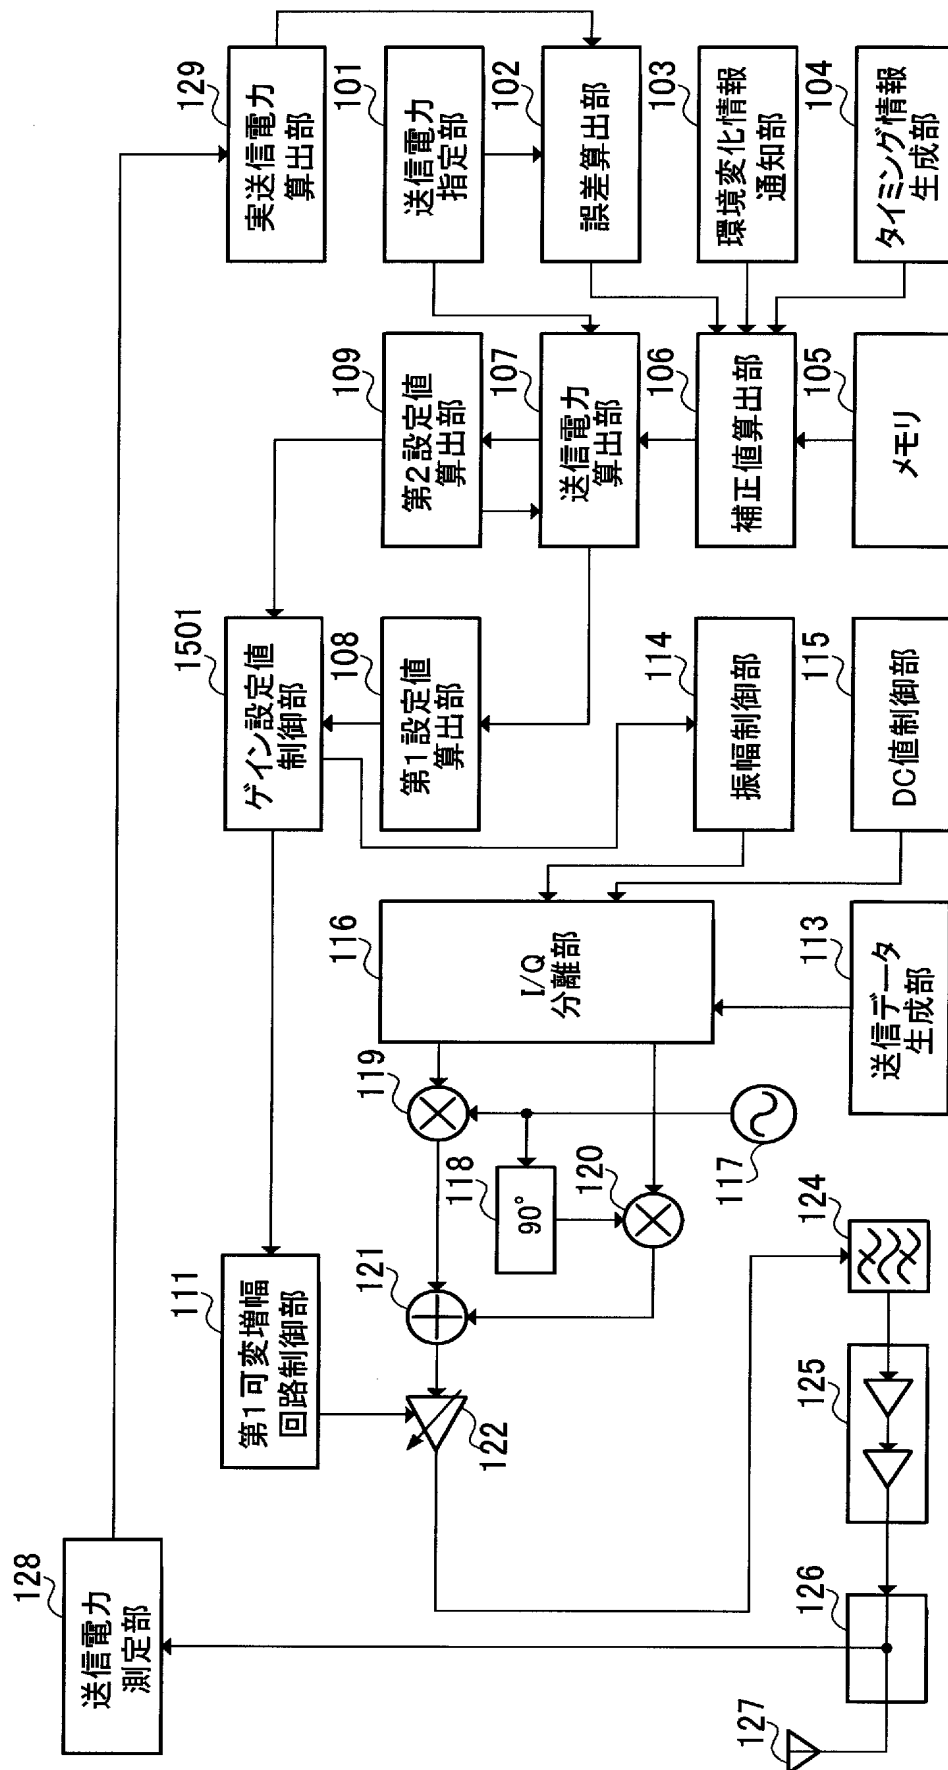 129
実送信電力
算出部
101
送信電力
指定部
102
誤差算出部
103
環境変化情報
通知部
104
タイミング情報
生成部
109
第2設定値
算出部
107
送信電力
算出部
106
補正値算出部
105
メモリ
1501
ゲイン設定値
制御部
108
第1設定値
算出部
114
振幅制御部
115
DC値制御部
116
I/Q
分離部
113
送信データ
生成部
119
118
90°
120
117
121
111
第1可変増幅
回路制御部
122
124
125
126
127
128
送信電力
測定部